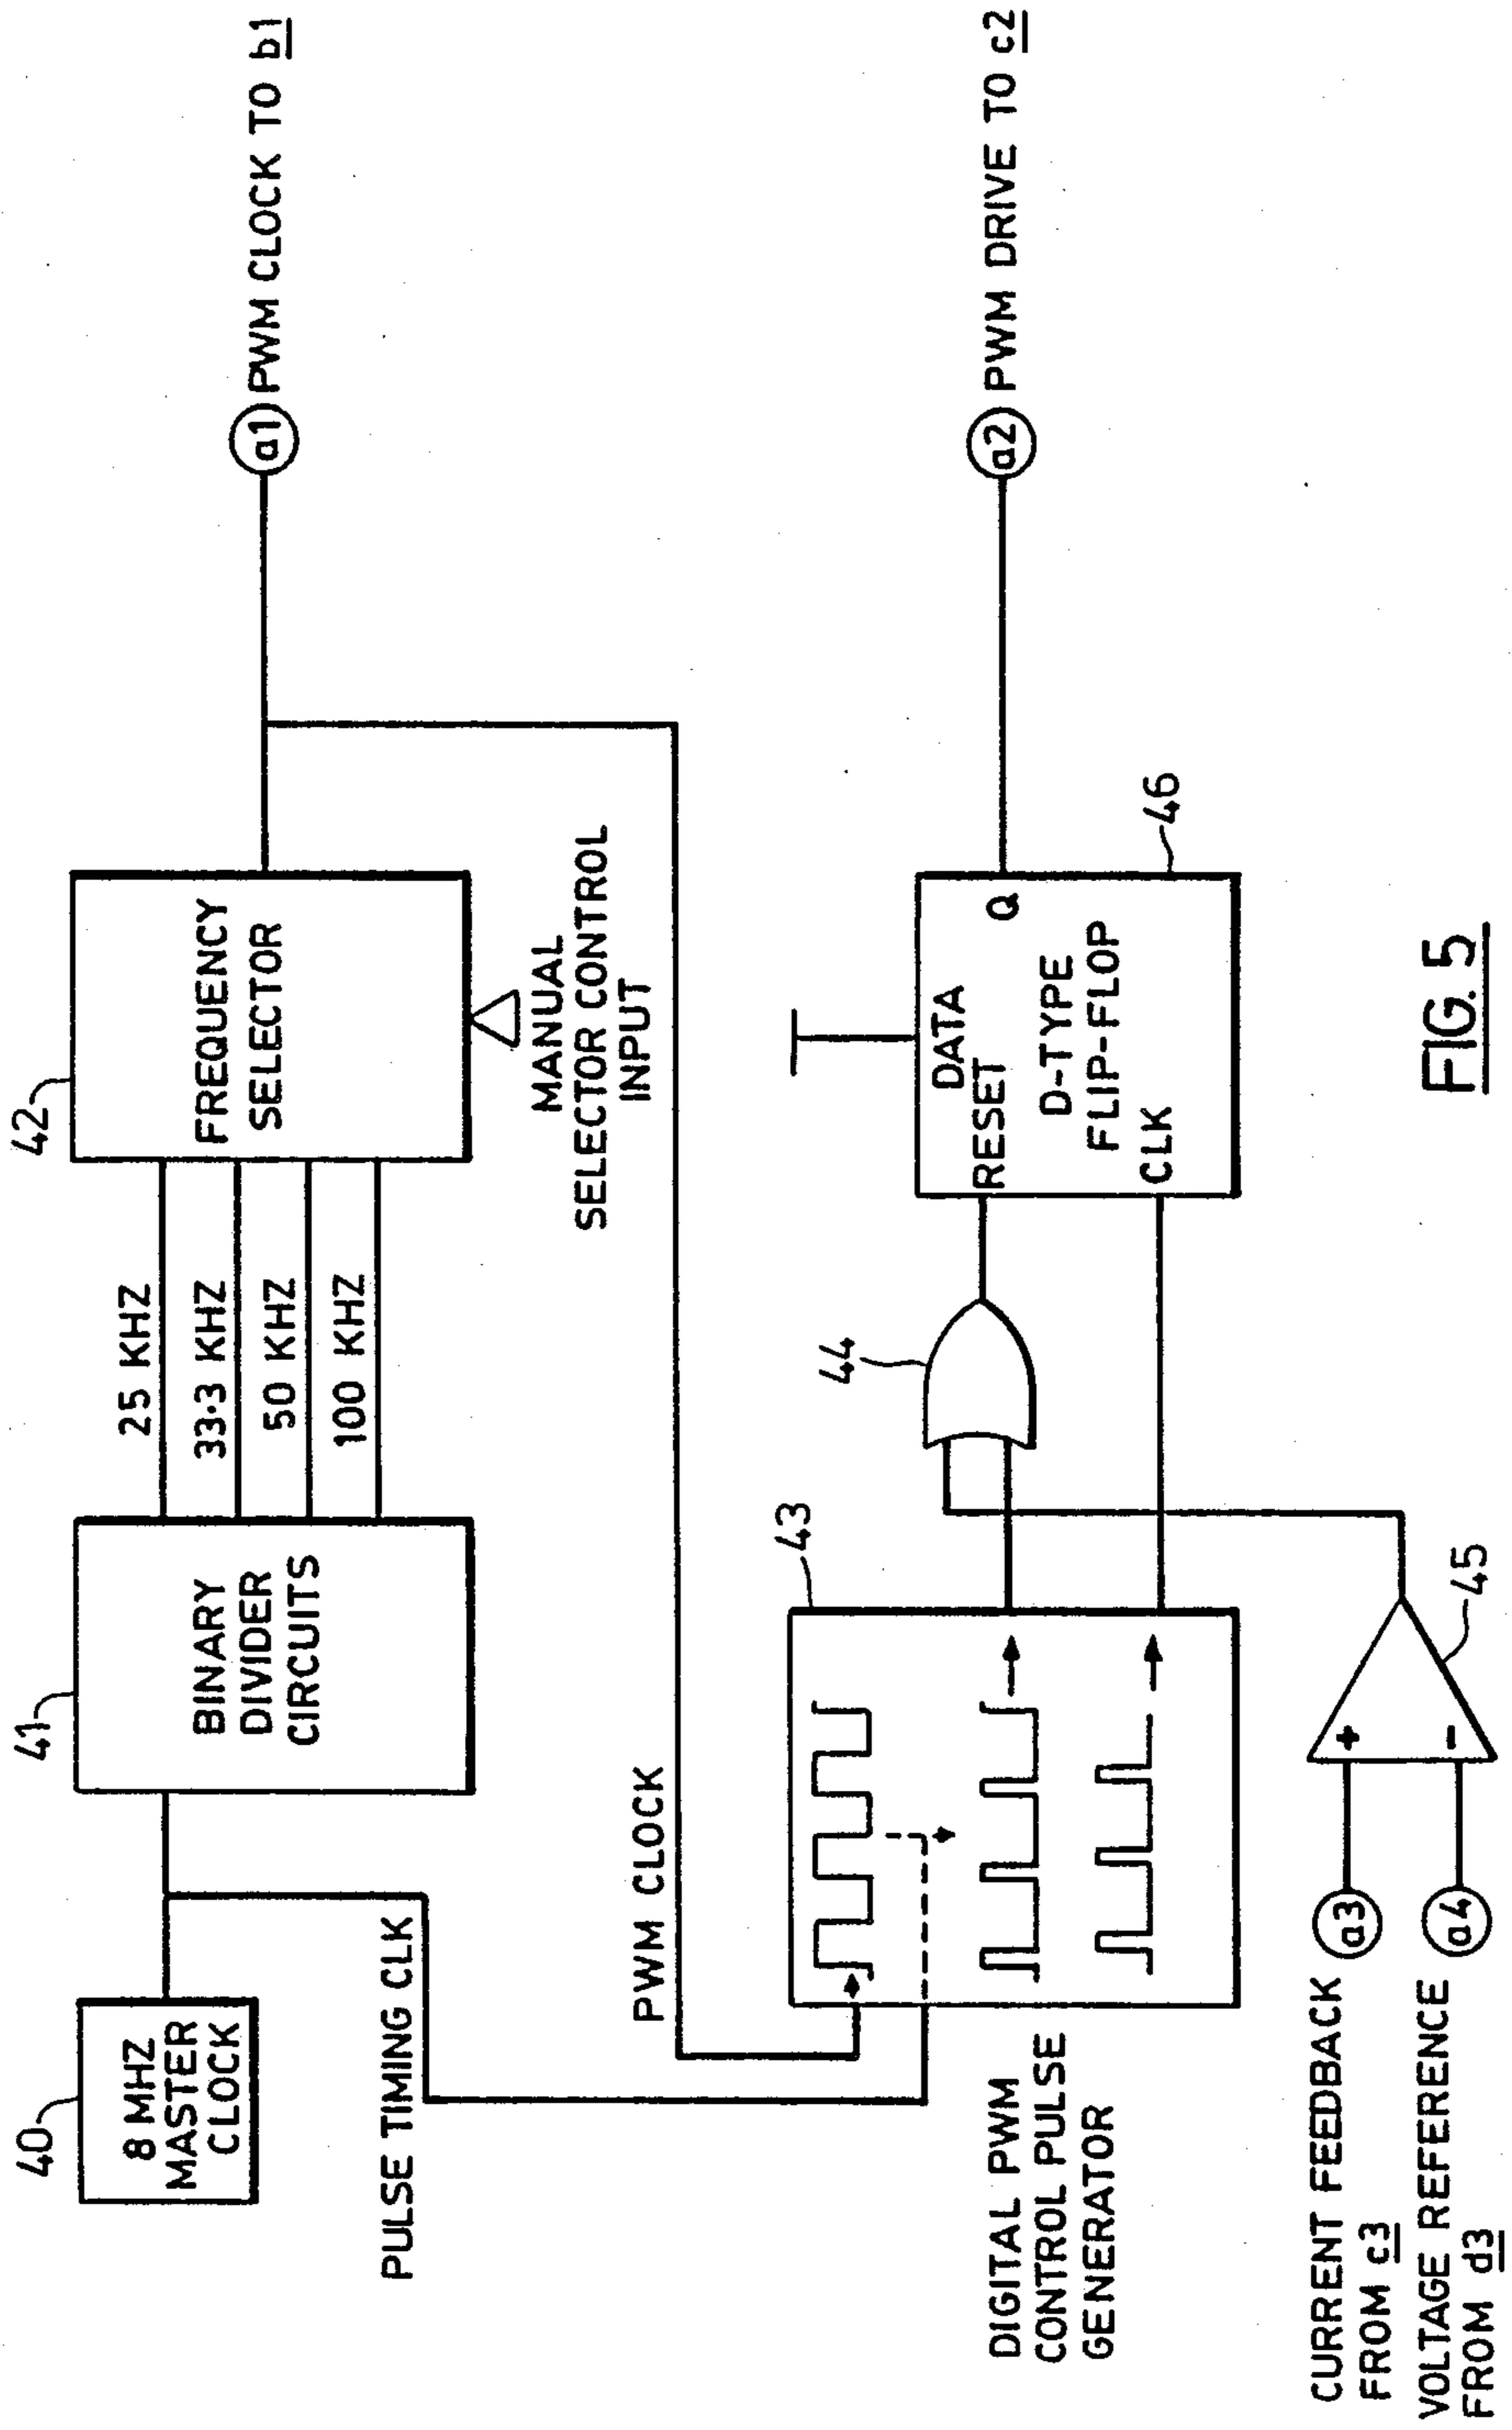 40
8 MHZ
MASTER
CLOCK
41
BINARY
DIVIDER
CIRCUITS
25 KHZ
33·3 KHZ
50 KHZ
100 KHZ
42
FREQUENCY
SELECTOR
MANUAL
SELECTOR CONTROL
INPUT
a1 PWM CLOCK TO b1
PULSE TIMING CLK
PWM CLOCK
43
DIGITAL PWM
CONTROL PULSE
GENERATOR
44
DATA
RESET
Q
D-TYPE
FLIP-FLOP
CLK
46
a2 PWM DRIVE TO c2
CURRENT FEEDBACK
FROM c3
a3
VOLTAGE REFERENCE
FROM d3
a4
+
-
45
FIG. 5